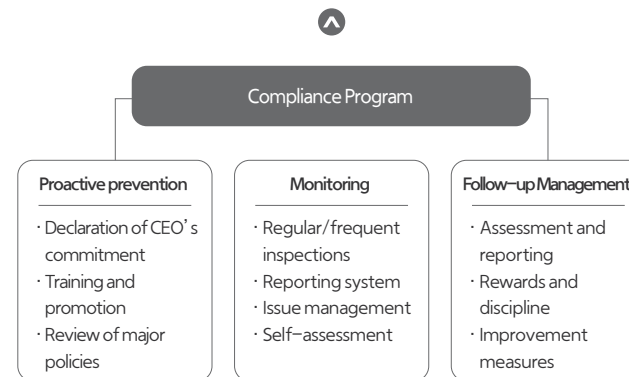 Compliance Program
Proactive prevention
· Declaration of CEO’s
commitment
· Training and
promotion
· Review of major
policies
Monitoring
· Regular/frequent
inspections
· Reporting system
· Issue management
· Self-assessment
Follow-up Management
· Assessment and
reporting
· Rewards and
discipline
· Improvement
measures